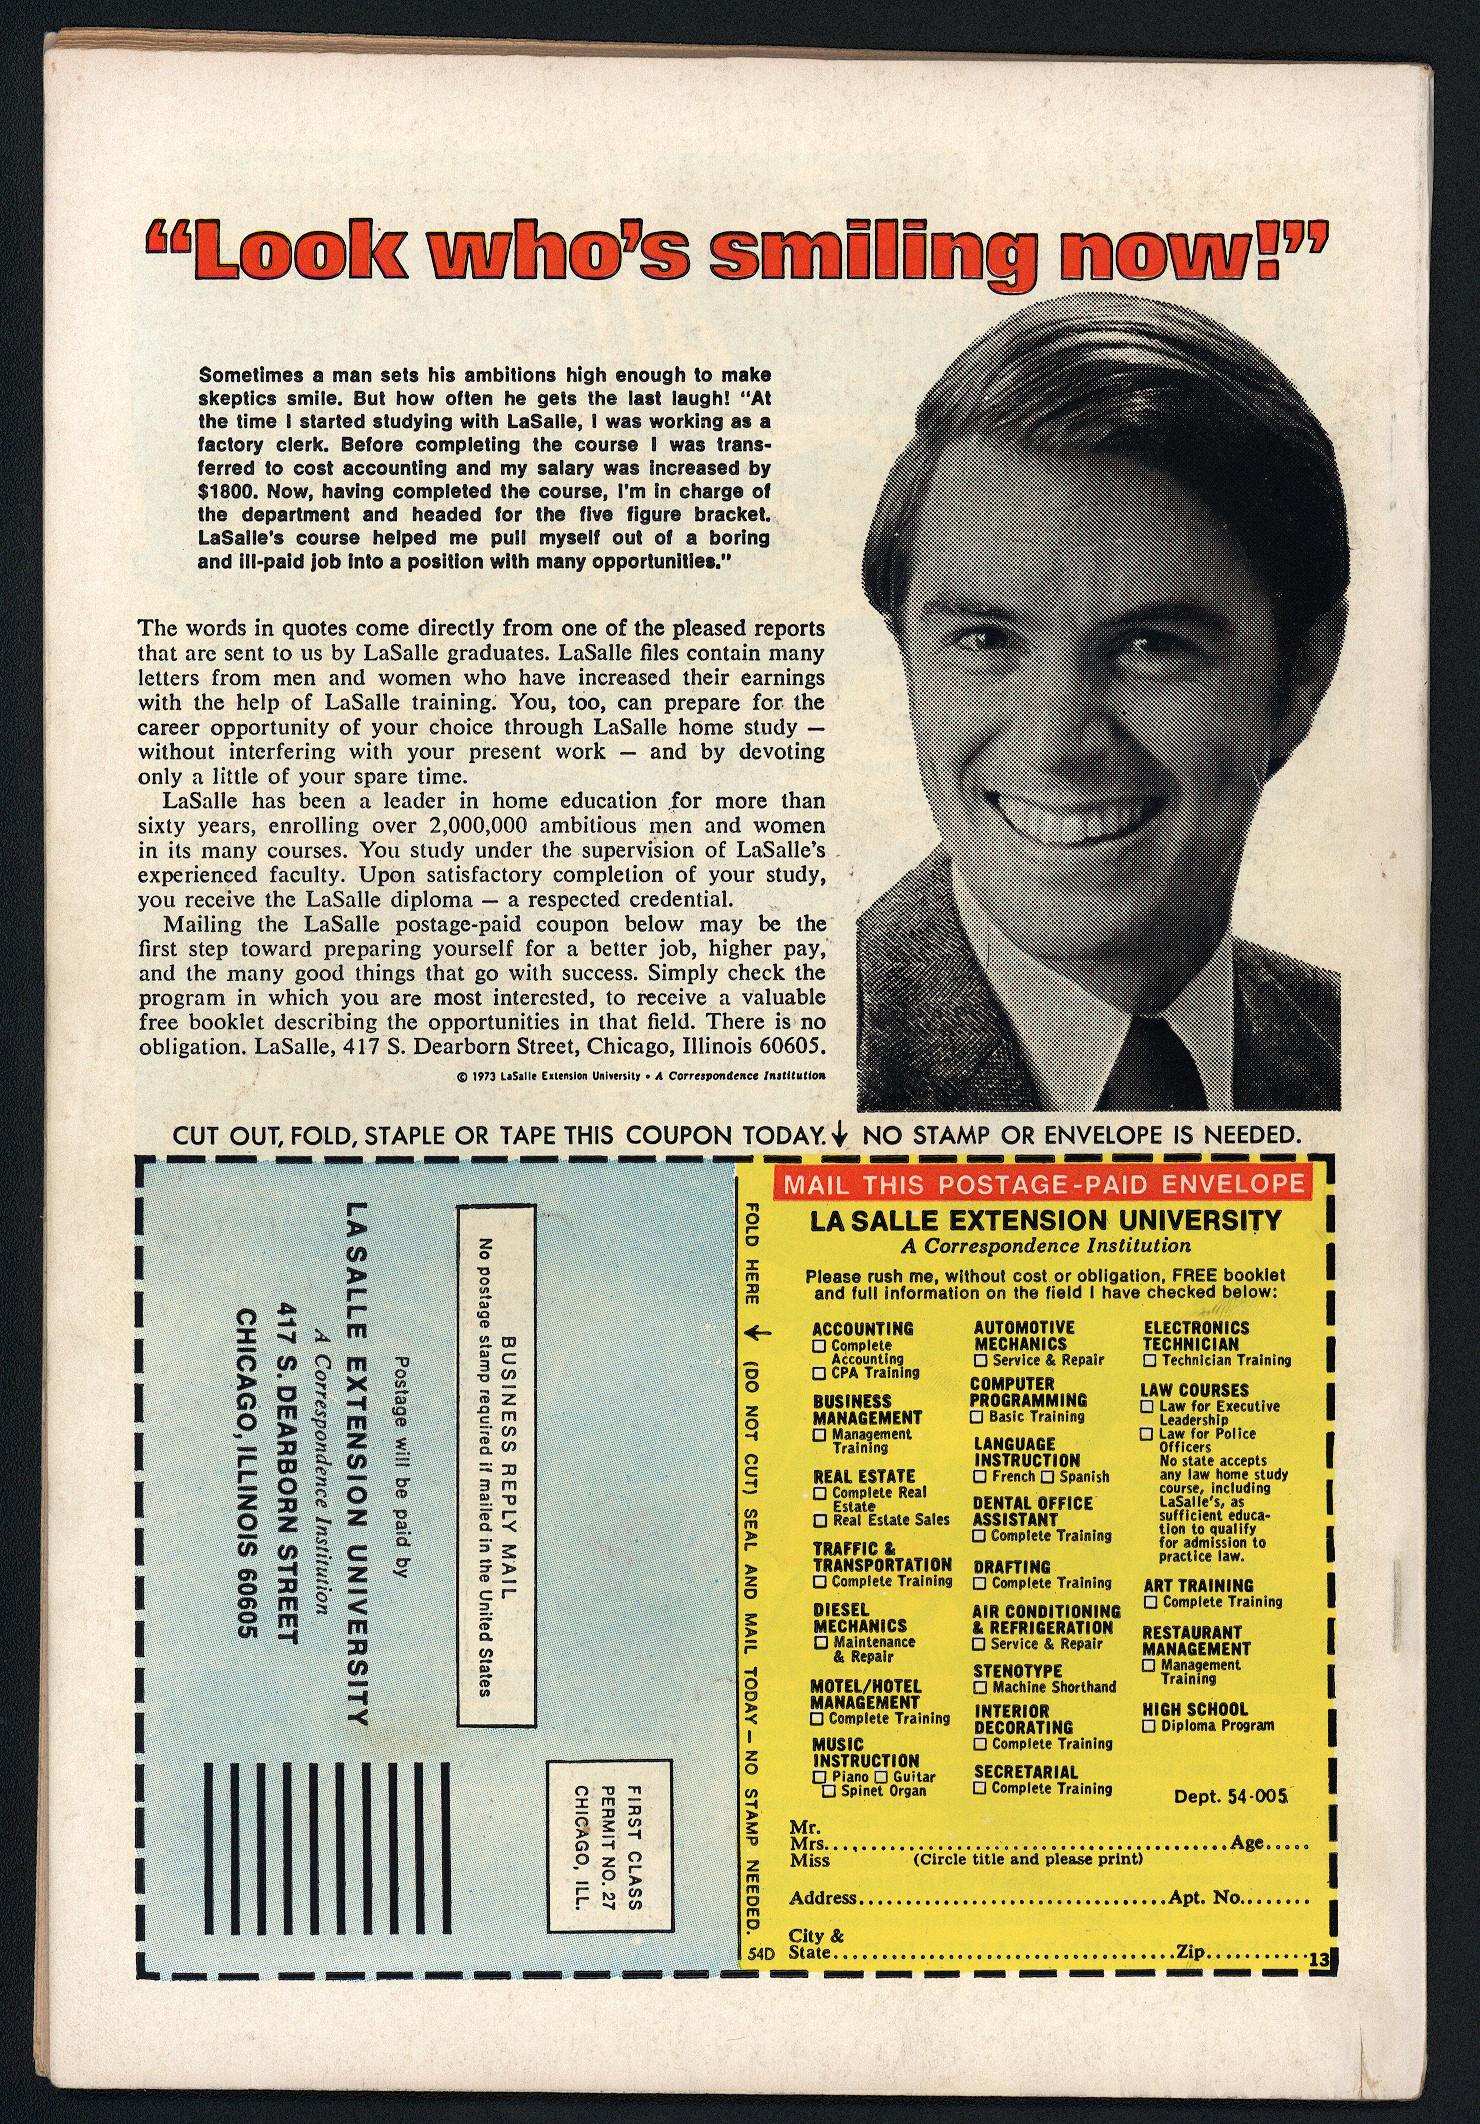 “Look who’s smiling now!”
Sometimes a man sets his ambitions high enough to make
skeptics smile. But how often he gets the last laugh! “At
the time I started studying with LaSalle, I was working as a
factory clerk. Before completing the course I was trans-
ferred to cost accounting and my salary was increased by
$1800. Now, having completed the course, I'm in charge of
the department and headed for the five figure bracket.
LaSalle's course helped me pull myself out of a boring
and ill-paid job into a position with many opportunities.”
The words in quotes come directly from one of the pleased reports
that are sent to us by LaSalle graduates. LaSalle files contain many
letters from men and women who have increased their earnings
with the help of LaSalle training. You, too, can prepare for the
career opportunity of your choice through LaSalle home study —
without interfering with your present work — and by devoting
only a little of your spare time.
LaSalle has been a leader in home education for more than
sixty years, enrolling over 2,000,000 ambitious men and women
in its many courses. You study under the supervision of LaSalle's
experienced faculty. Upon satisfactory completion of your study,
you receive the LaSalle diploma — a respected credential.
Mailing the LaSalle postage-paid coupon below may be the
first step toward preparing yourself for a better job, higher pay,
and the many good things that go with success. Simply check the
program in which you are most interested, to receive a valuable
free booklet describing the opportunities in that field. There is no
obligation. LaSalle, 417 S. Dearborn Street, Chicago, Illinois 60605.
© 1973 LaSalle Extension University • A Correspondence Institution
CUT OUT, FOLD, STAPLE OR TAPE THIS COUPON TODAY.↓ NO STAMP OR ENVELOPE IS NEEDED.
FIRST CLASS
PERMIT NO. 27
CHICAGO, ILL.
BUSINESS REPLY MAIL
No postage stamp required if mailed in the United States
Postage will be paid by
LASALLE EXTENSION UNIVERSITY
A Correspondence Institution
417 S. DEARBORN STREET
CHICAGO, ILLINOIS 60605
FOLD HERE ↓ (DO NOT CUT) SEAL AND MAIL TODAY — NO STAMP NEEDED.
54D
MAIL THIS POSTAGE-PAID ENVELOPE
LA SALLE EXTENSION UNIVERSITY
A Correspondence Institution
Please rush me, without cost or obligation, FREE booklet
and full information on the field I have checked below:
ACCOUNTING
☐ Complete
Accounting
☐ CPA Training
BUSINESS
MANAGEMENT
☐ Management
Training
REAL ESTATE
☐ Complete Real
Estate
☐ Real Estate Sales
TRAFFIC &
TRANSPORTATION
☐ Complete Training
DIESEL
MECHANICS
☐ Maintenance
& Repair
MOTEL/HOTEL
MANAGEMENT
☐ Complete Training
MUSIC
INSTRUCTION
☐ Piano ☐ Guitar
☐ Spinet Organ
AUTOMOTIVE
MECHANICS
☐ Service & Repair
COMPUTER
PROGRAMMING
☐ Basic Training
LANGUAGE
INSTRUCTION
☐ French ☐ Spanish
DENTAL OFFICE
ASSISTANT
☐ Complete Training
DRAFTING
☐ Complete Training
AIR CONDITIONING
& REFRIGERATION
☐ Service & Repair
STENOTYPE
☐ Machine Shorthand
INTERIOR
DECORATING
☐ Complete Training
SECRETARIAL
☐ Complete Training
ELECTRONICS
TECHNICIAN
☐ Technician Training
LAW COURSES
☐ Law for Executive
Leadership
☐ Law for Police
Officers
No state accepts
any law home study
course, including
LaSalle's, as
sufficient educa-
tion to qualify
for admission to
practice law.
ART TRAINING
☐ Complete Training
RESTAURANT
MANAGEMENT
☐ Management
Training
HIGH SCHOOL
☐ Diploma Program
Dept. 54-005
Mr.
Mrs. Age
Miss (Circle title and please print)
Address Apt. No.
City &
State Zip
13